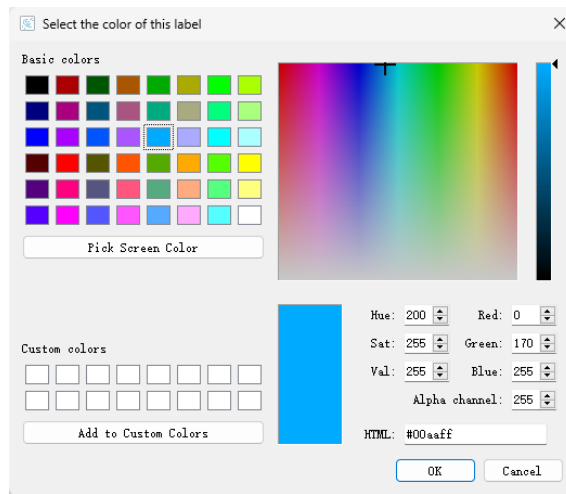 Select the color of this label
Basic colors
Pick Screen Color
Custom colors
Add to Custom Colors
Hue: 200 Red: 0
Sat: 255 Green: 170
Val: 255 Blue: 255
Alpha channel: 255
HTML: #00aaff
OK Cancel